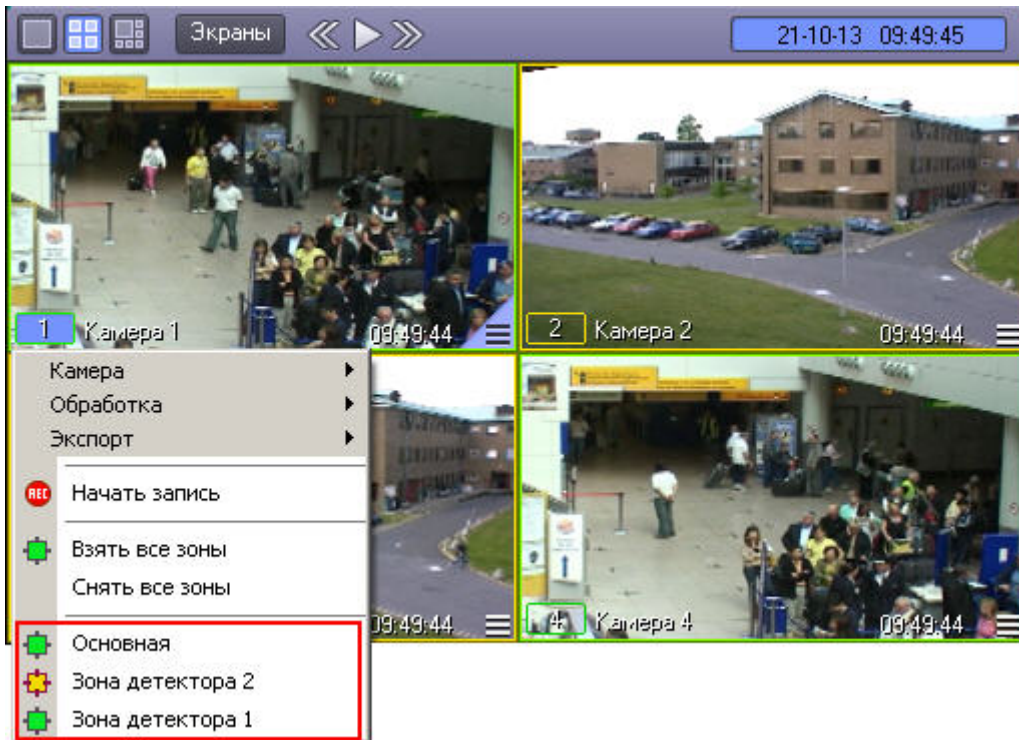 Экраны
21-10-13 09:49:45
1 Камера 1 09:49:44
2 Камера 2 09:49:44
Камера
Обработка
Экспорт
REC Начать запись
Взять все зоны
Снять все зоны
09:49:44
4 Камера 4 09:49:44
Основная
Зона детектора 2
Зона детектора 1